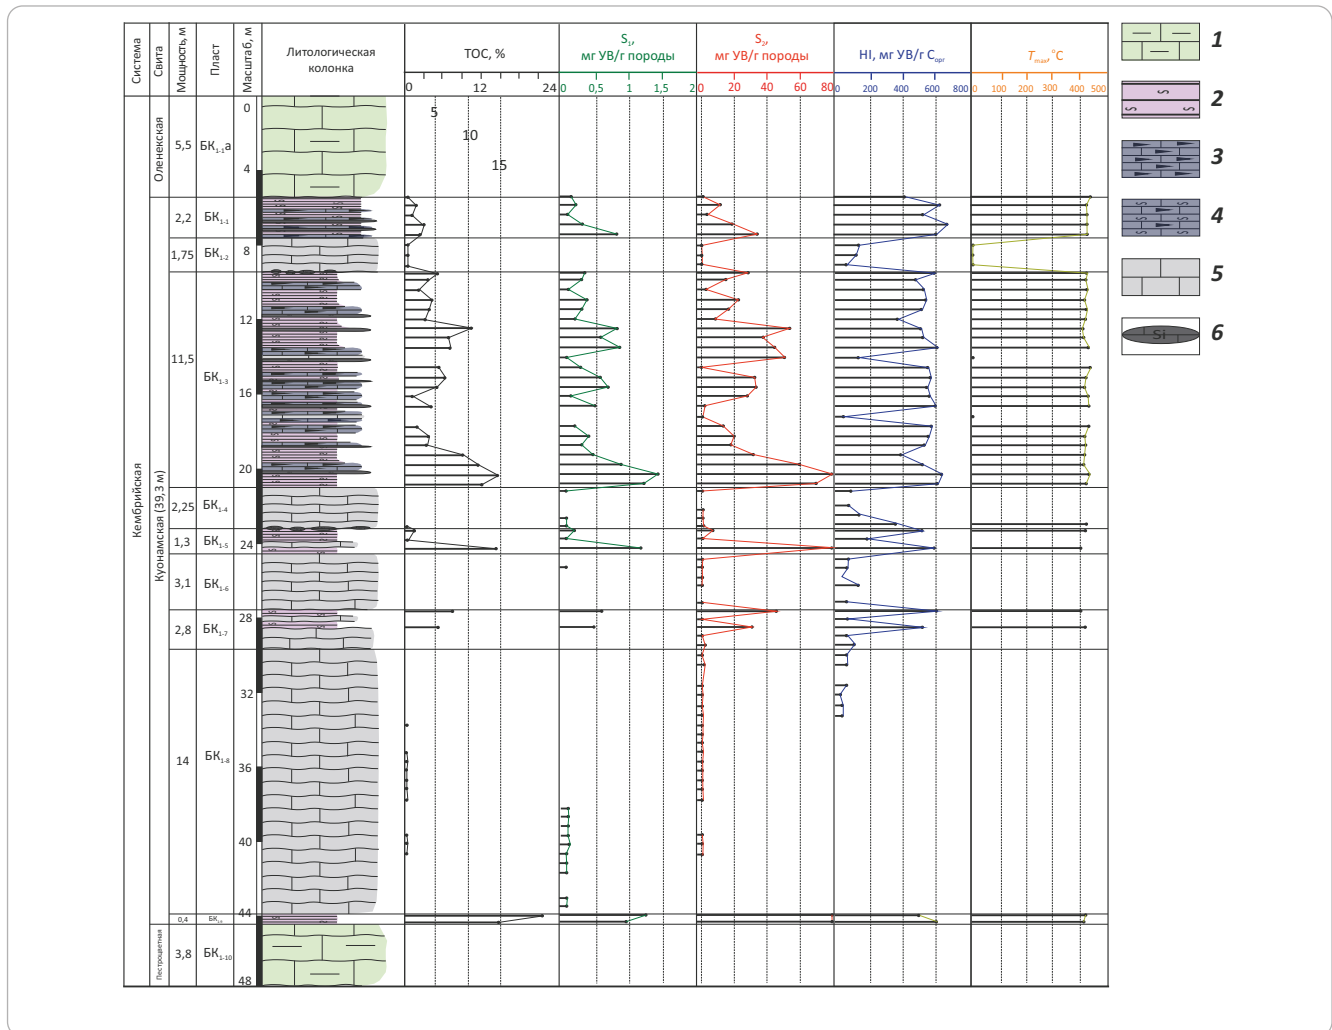 Система
Свита
Мощность, м
Пласт
Масштаб, м
Литологическая
колонка
TOC, %
0 12 24
S₁,
мг УВ/г породы
0 0,5 1 1,5 2
S₂,
мг УВ/г породы
0 20 40 60 80
HI, мг УВ/г Cорг
0 200 400 600 800
Tmax, °C
0 100 200 300 400 500
5
10
15
Кембрийская
Оленекская
Куонамская (39,3 м)
Пестроцветная
5,5 БК₁₋₁а
2,2 БК₁₋₁
1,75 БК₁₋₂
11,5 БК₁₋₃
2,25 БК₁₋₄
1,3 БК₁₋₅
3,1 БК₁₋₆
2,8 БК₁₋₇
14 БК₁₋₈
0,4
3,8 БК₁₋₁₀
0
4
8
12
16
20
24
28
32
36
40
44
48
1
S
S S
2
3
4
5
Si
6